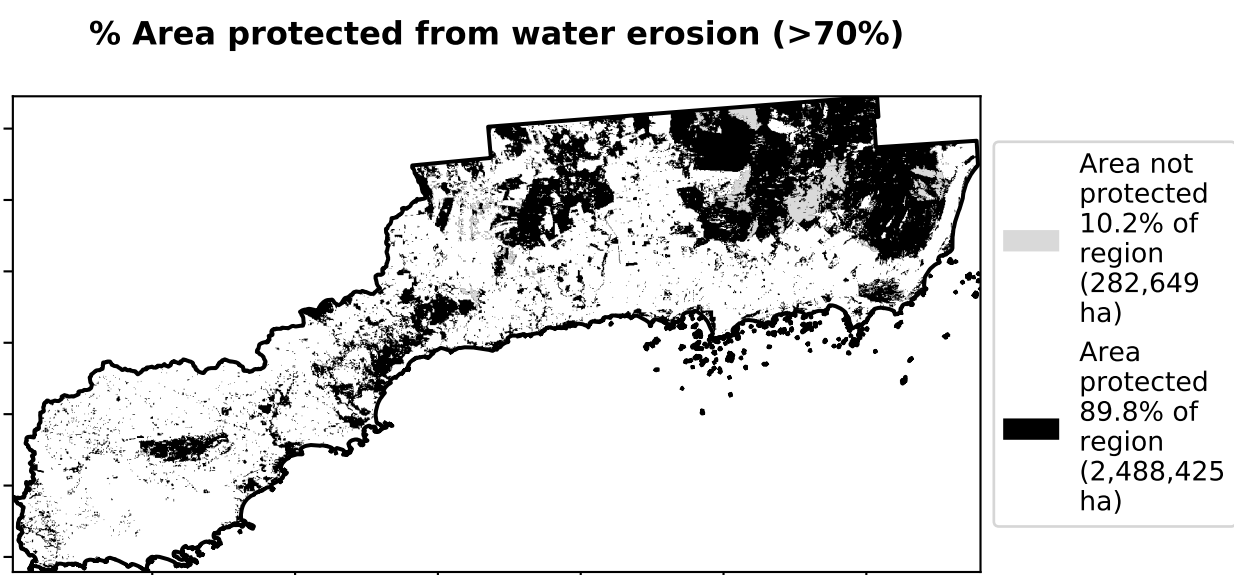 % Area protected from water erosion (>70%)
Area not
protected
10.2% of
region
(282,649
ha)
Area
protected
89.8% of
region
(2,488,425
ha)